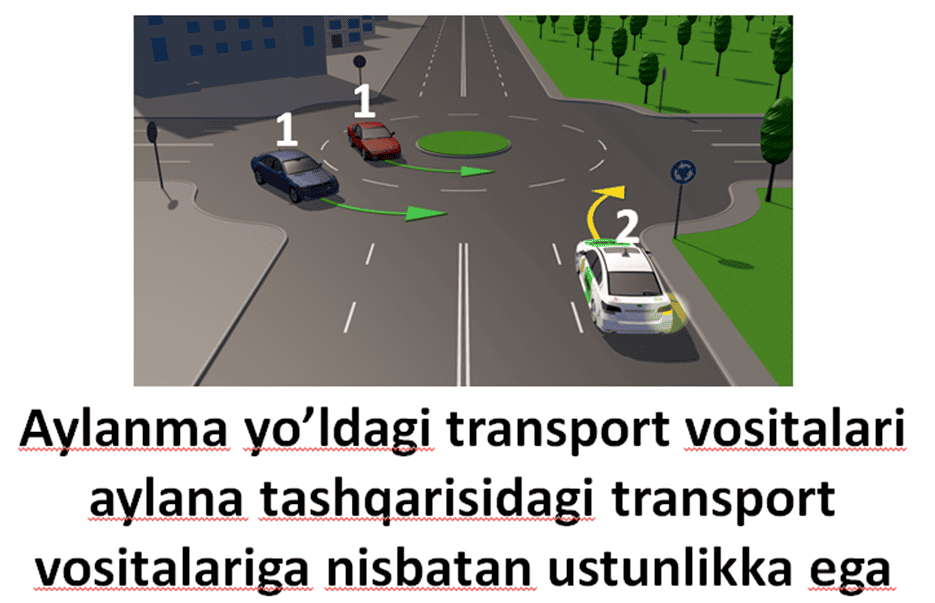 1
1
2
Aylanma yo’ldagi transport vositalari
aylana tashqarisidagi transport
vositalariga nisbatan ustunlikka ega